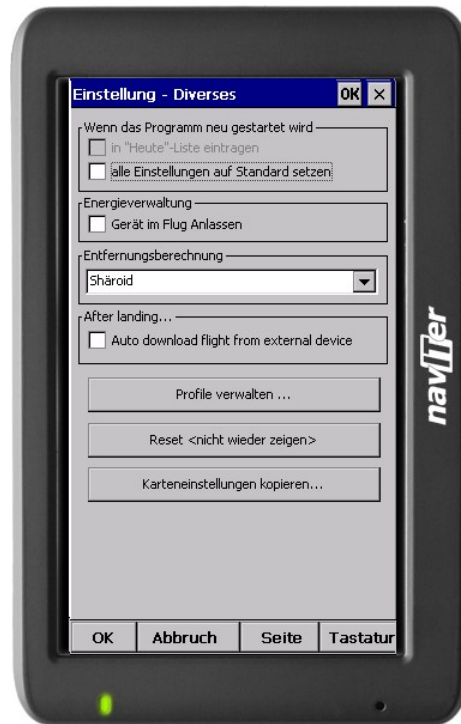 Einstellung - Diverses OK ×
Wenn das Programm neu gestartet wird
in "Heute"-Liste eintragen
alle Einstellungen auf Standard setzen
Energieverwaltung
Gerät im Flug Anlassen
Entfernungsberechnung
Shäroid
After landing...
Auto download flight from external device
Profile verwalten ...
Reset <nicht wieder zeigen>
Karteneinstellungen kopieren...
OK Abbruch Seite Tastatur
naviter